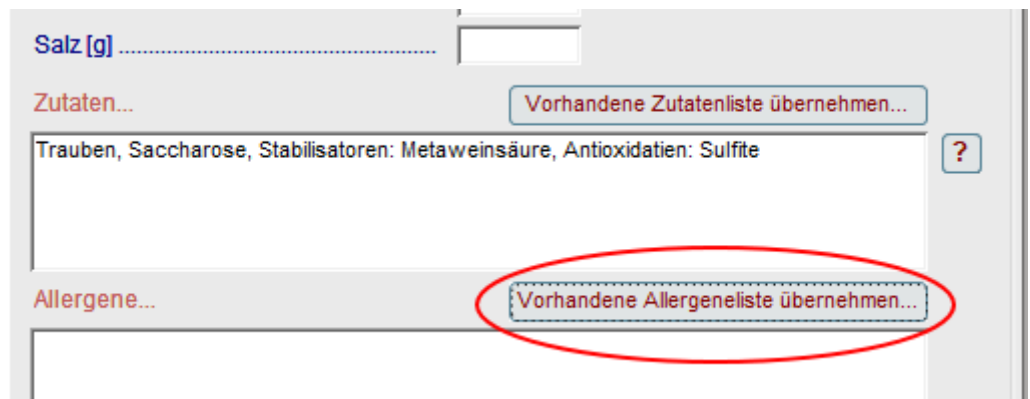 Salz [g] .....................................................
Zutaten... Vorhandene Zutatenliste übernehmen...
Trauben, Saccharose, Stabilisatoren: Metaweinsäure, Antioxidatien: Sulfite ?
Allergene... Vorhandene Allergeneliste übernehmen...